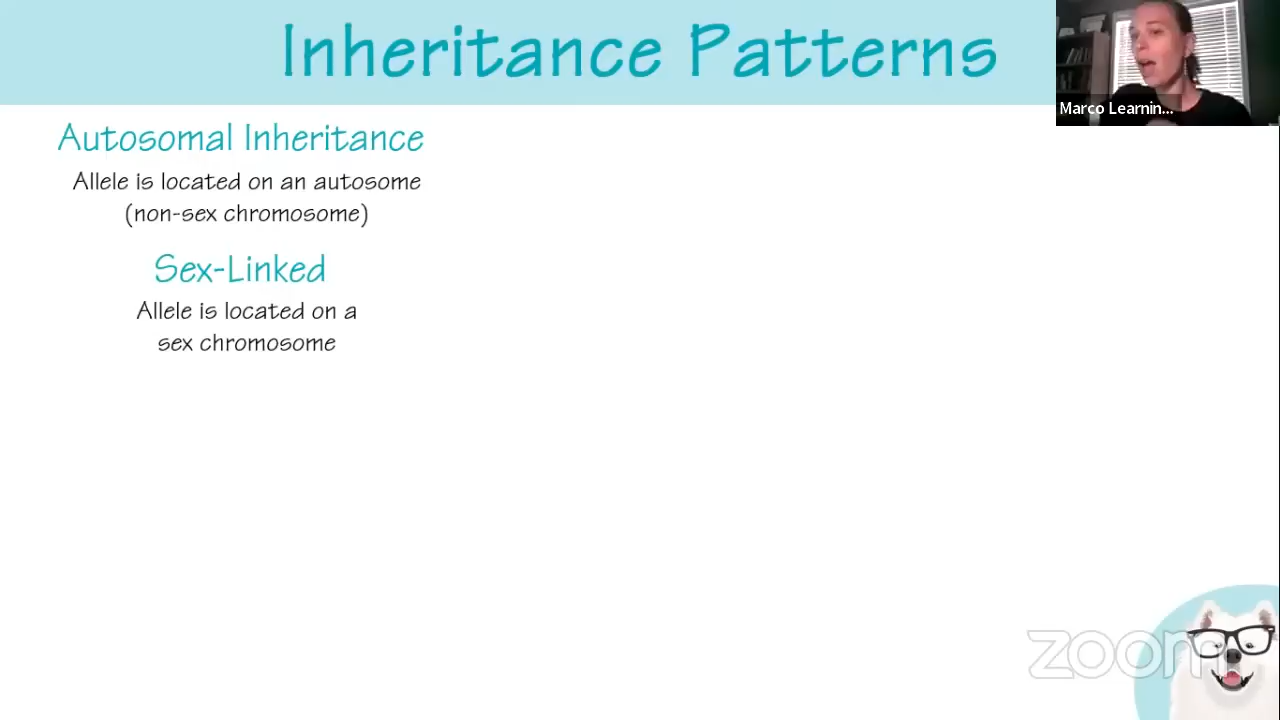 Inheritance Patterns
Marco Learnin...
Autosomal Inheritance
Allele is located on an autosome
(non-sex chromosome)
Sex-Linked
Allele is located on a
sex chromosome
zoom